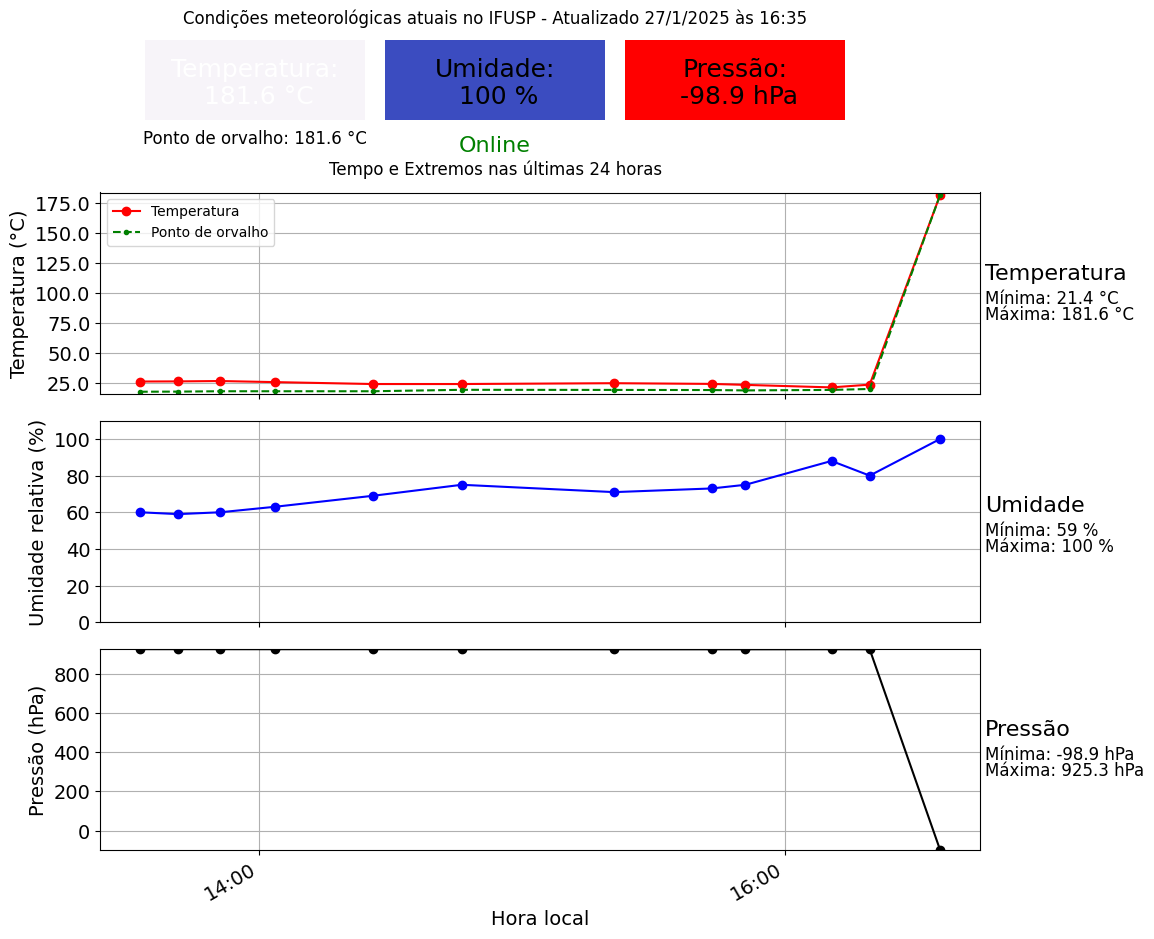 Condições meteorológicas atuais no IFUSP - Atualizado 27/1/2025 às 16:35
Temperatura:
181.6 °C
Umidade:
100 %
Pressão:
-98.9 hPa
Ponto de orvalho: 181.6 °C
Online
Tempo e Extremos nas últimas 24 horas
Temperatura (°C)
175.0
150.0
125.0
100.0
75.0
50.0
25.0
Temperatura
Ponto de orvalho
Temperatura
Mínima: 21.4 °C
Máxima: 181.6 °C
Umidade relativa (%)
100
80
60
40
20
0
Umidade
Mínima: 59 %
Máxima: 100 %
Pressão (hPa)
800
600
400
200
0
Pressão
Mínima: -98.9 hPa
Máxima: 925.3 hPa
14:00
16:00
Hora local